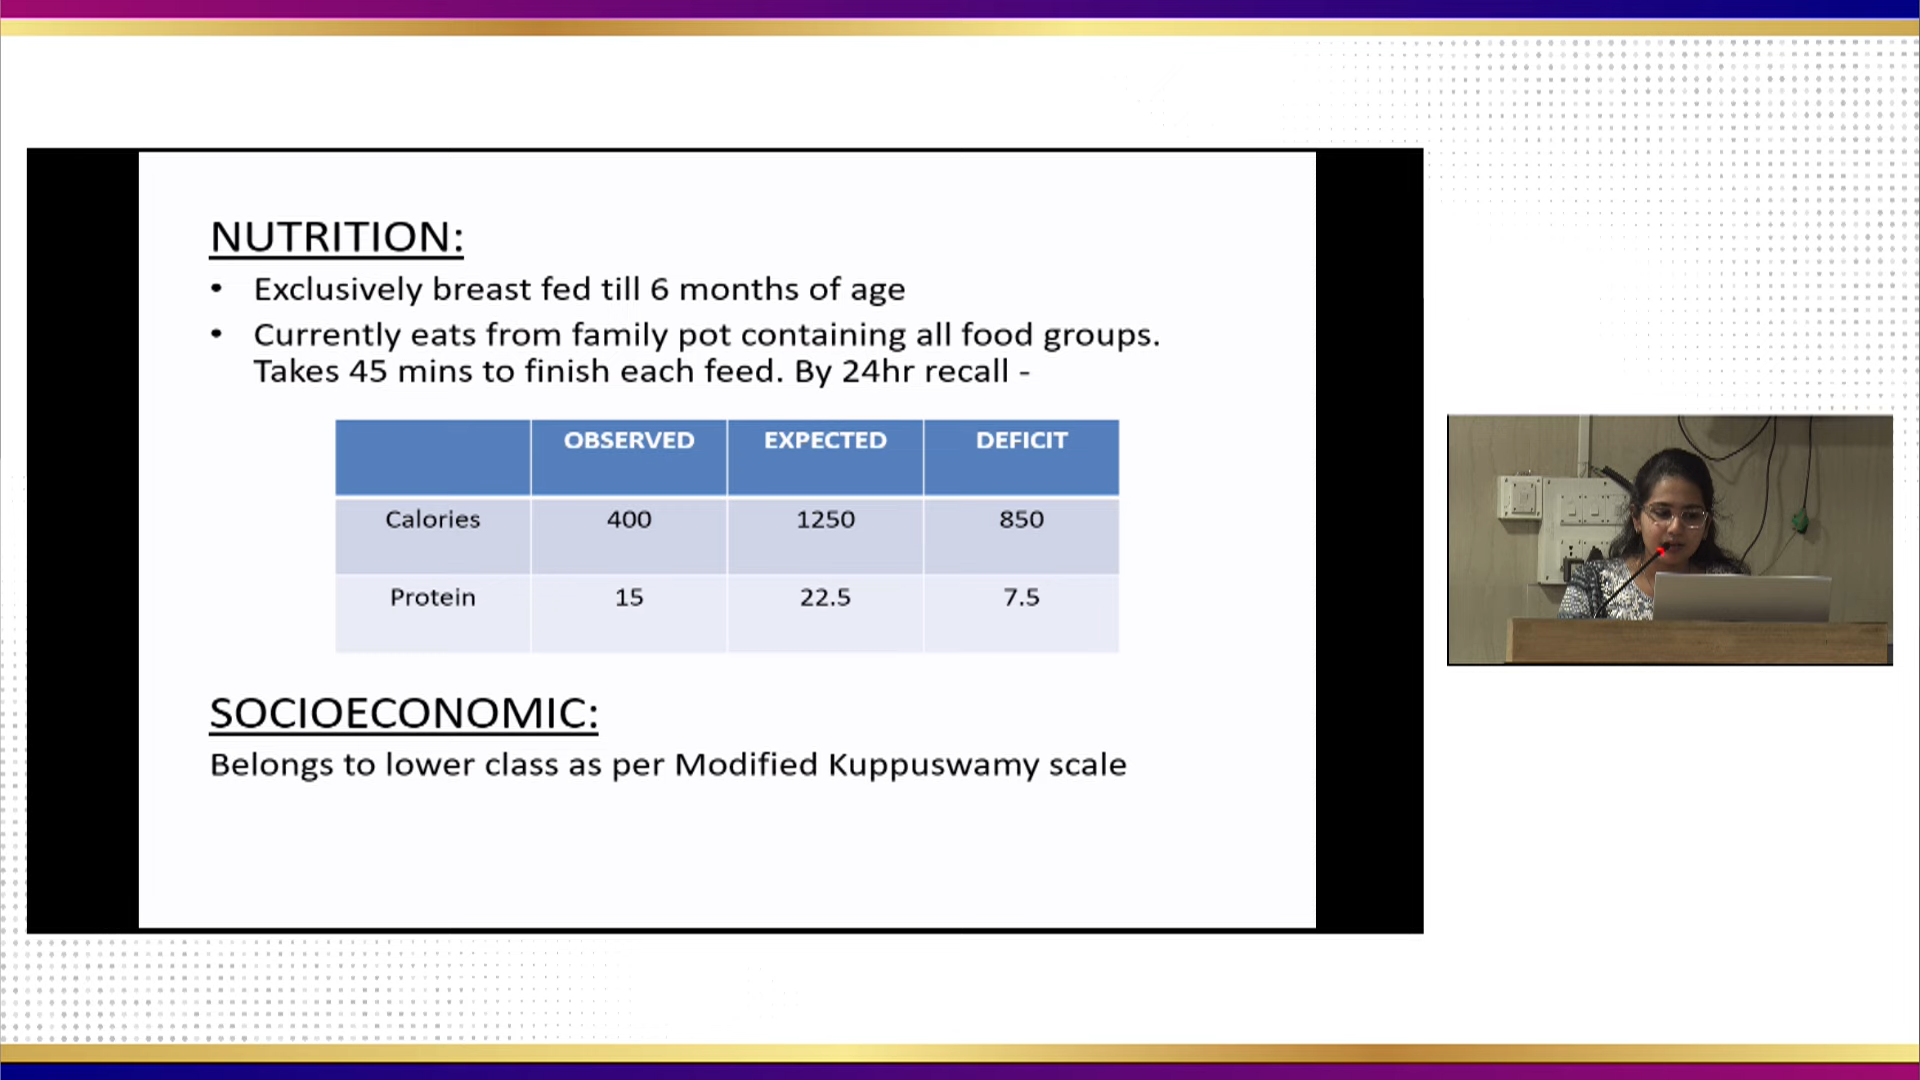 NUTRITION:
• Exclusively breast fed till 6 months of age
• Currently eats from family pot containing all food groups.
Takes 45 mins to finish each feed. By 24hr recall -
OBSERVED EXPECTED DEFICIT
Calories 400 1250 850
Protein 15 22.5 7.5
SOCIOECONOMIC:
Belongs to lower class as per Modified Kuppuswamy scale